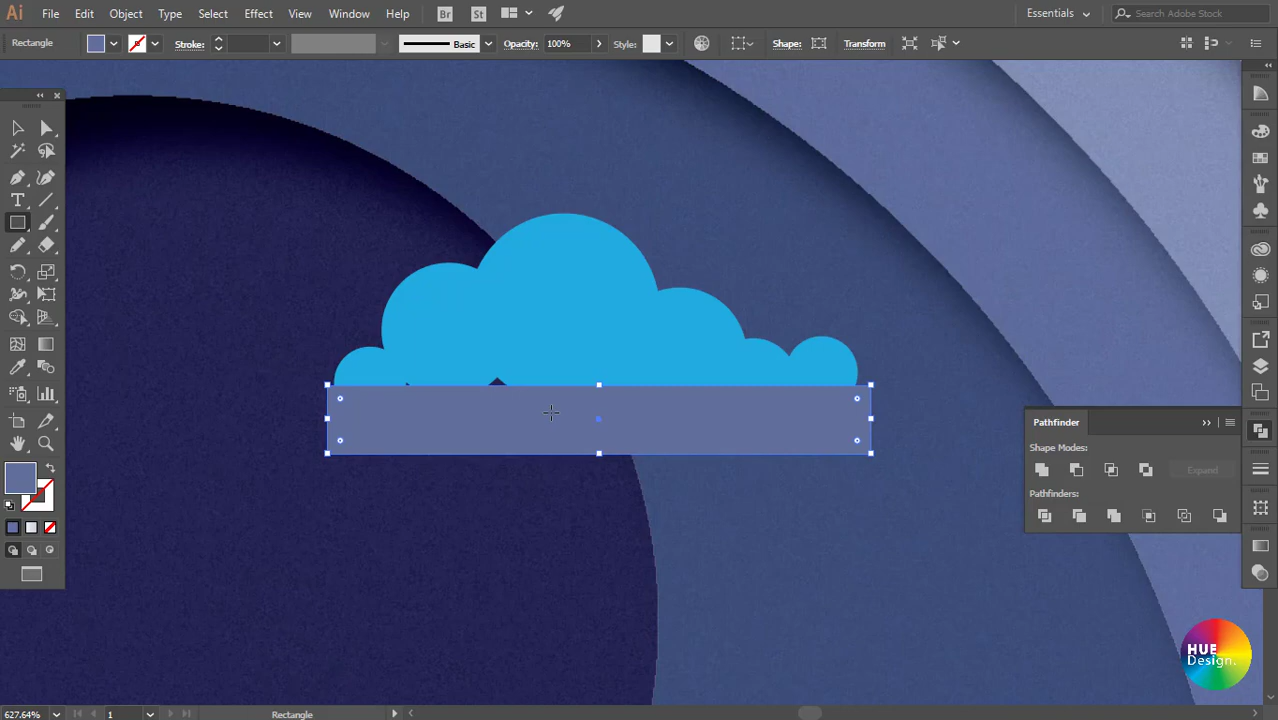 Ai File Edit Object Type Select Effect View Window Help Br St Essentials Search Adobe Stock
Rectangle Stroke: Basic Opacity: 100% Style: Shape: Transform
Pathfinder
Shape Modes:
Expand
Pathfinders:
HUE
Design.
627.64% 1 Rectangle